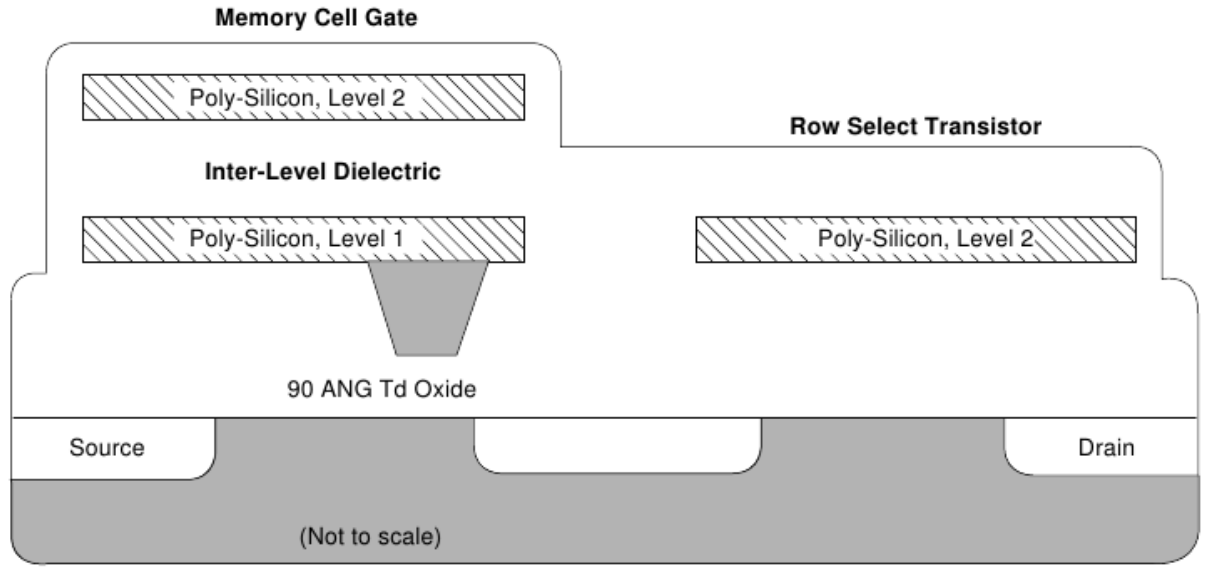 Memory Cell Gate
Poly-Silicon, Level 2
Row Select Transistor
Inter-Level Dielectric
Poly-Silicon, Level 1
Poly-Silicon, Level 2
90 ANG Td Oxide
Source
Drain
(Not to scale)